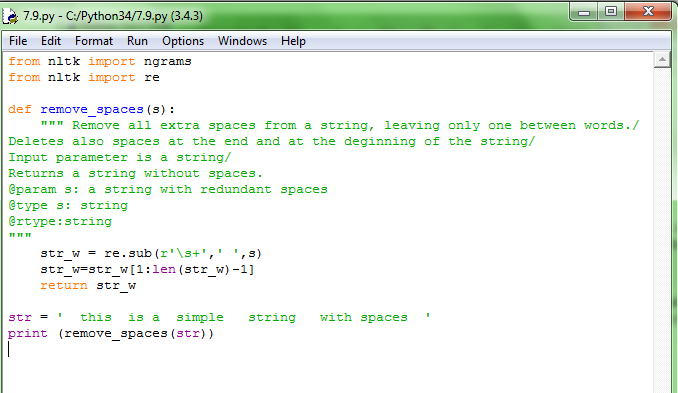 7.9.py - C:/Python34/7.9.py (3.4.3)
File Edit Format Run Options Windows Help
from nltk import ngrams
from nltk import re
def remove_spaces(s):
    """ Remove all extra spaces from a string, leaving only one between words./
Deletes also spaces at the end and at the deginning of the string/
Input parameter is a string/
Returns a string without spaces.
@param s: a string with redundant spaces
@type s: string
@rtype:string
"""
    str_w = re.sub(r'\s+',' ',s)
    str_w=str_w[1:len(str_w)-1]
    return str_w
str = '  this  is a  simple   string   with spaces  '
print (remove_spaces(str))